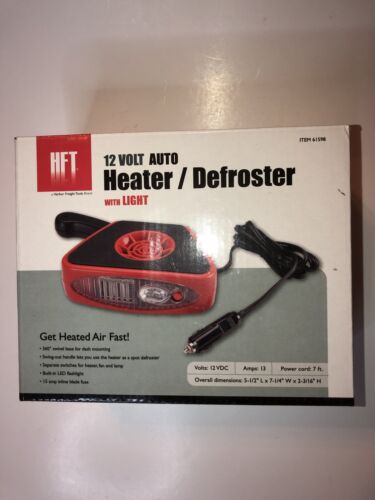 HFT
a Harbor Freight Tools Brand
ITEM 61598
12 VOLT AUTO
Heater / Defroster
WITH LIGHT
Get Heated Air Fast!
• 360° swivel base for dash mounting
• Swing-out handle lets you use the heater as a spot defroster
• Separate switches for heater, fan and lamp
• Built-in LED flashlight
• 15 amp inline blade fuse
Volts: 12 VDC
Amps: 13
Power cord: 7 ft.
Overall dimensions: 5-1/2" L x 7-1/4" W x 2-3/16" H